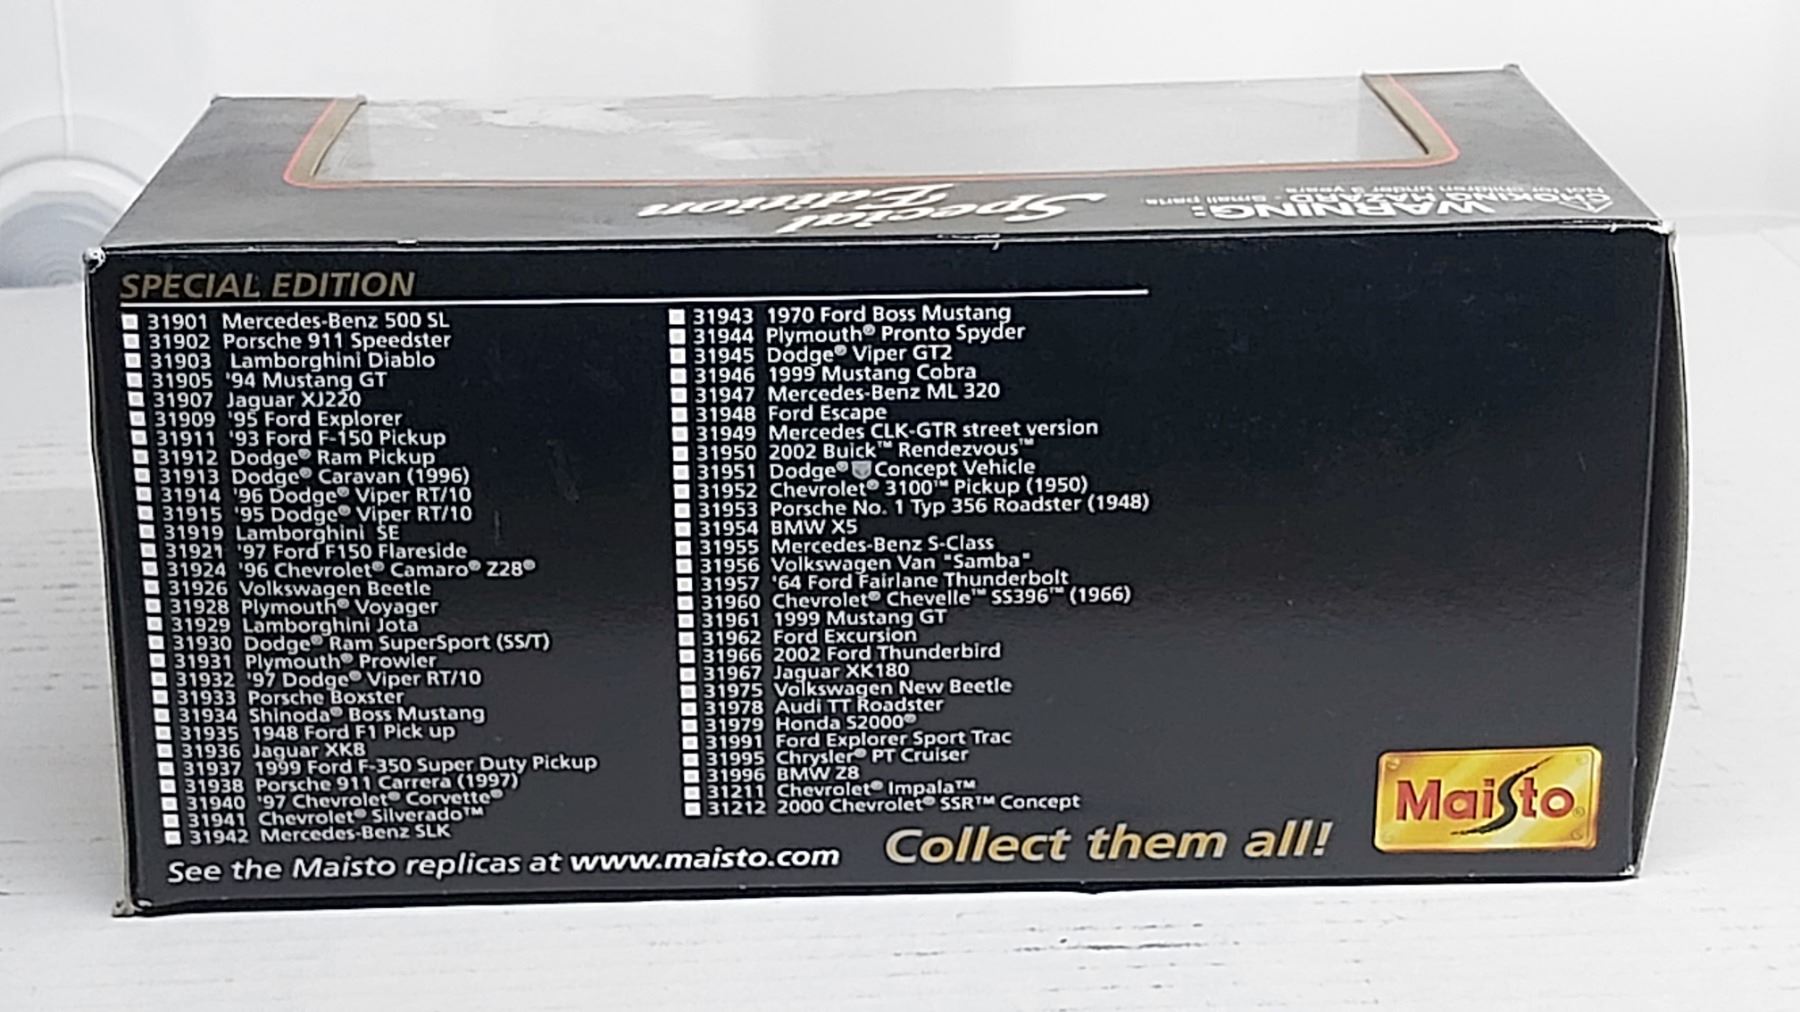 Special
Edition
WARNING:
CHOKING HAZARD - Small parts.
Not for children under 3 years.
SPECIAL EDITION
31901 Mercedes-Benz 500 SL
31902 Porsche 911 Speedster
31903 Lamborghini Diablo
31905 '94 Mustang GT
31907 Jaguar XJ220
31909 '95 Ford Explorer
31911 '93 Ford F-150 Pickup
31912 Dodge® Ram Pickup
31913 Dodge® Caravan (1996)
31914 '96 Dodge® Viper RT/10
31915 '95 Dodge® Viper RT/10
31919 Lamborghini SE
31921 '97 Ford F150 Flareside
31924 '96 Chevrolet® Camaro® Z28®
31926 Volkswagen Beetle
31928 Plymouth® Voyager
31929 Lamborghini Jota
31930 Dodge® Ram SuperSport (SS/T)
31931 Plymouth® Prowler
31932 '97 Dodge® Viper RT/10
31933 Porsche Boxster
31934 Shinoda® Boss Mustang
31935 1948 Ford F1 Pick up
31936 Jaguar XK8
31937 1999 Ford F-350 Super Duty Pickup
31938 Porsche 911 Carrera (1997)
31940 '97 Chevrolet® Corvette®
31941 Chevrolet® Silverado™
31942 Mercedes-Benz SLK
31943 1970 Ford Boss Mustang
31944 Plymouth® Pronto Spyder
31945 Dodge® Viper GT2
31946 1999 Mustang Cobra
31947 Mercedes-Benz ML 320
31948 Ford Escape
31949 Mercedes CLK-GTR street version
31950 2002 Buick™ Rendezvous™
31951 Dodge® Concept Vehicle
31952 Chevrolet® 3100™ Pickup (1950)
31953 Porsche No. 1 Typ 356 Roadster (1948)
31954 BMW X5
31955 Mercedes-Benz S-Class
31956 Volkswagen Van "Samba"
31957 '64 Ford Fairlane Thunderbolt
31960 Chevrolet® Chevelle™ SS396™ (1966)
31961 1999 Mustang GT
31962 Ford Excursion
31966 2002 Ford Thunderbird
31967 Jaguar XK180
31975 Volkswagen New Beetle
31978 Audi TT Roadster
31979 Honda S2000®
31991 Ford Explorer Sport Trac
31995 Chrysler® PT Cruiser
31996 BMW Z8
31211 Chevrolet® Impala™
31212 2000 Chevrolet® SSR™ Concept
See the Maisto replicas at www.maisto.com
Collect them all!
Maisto®